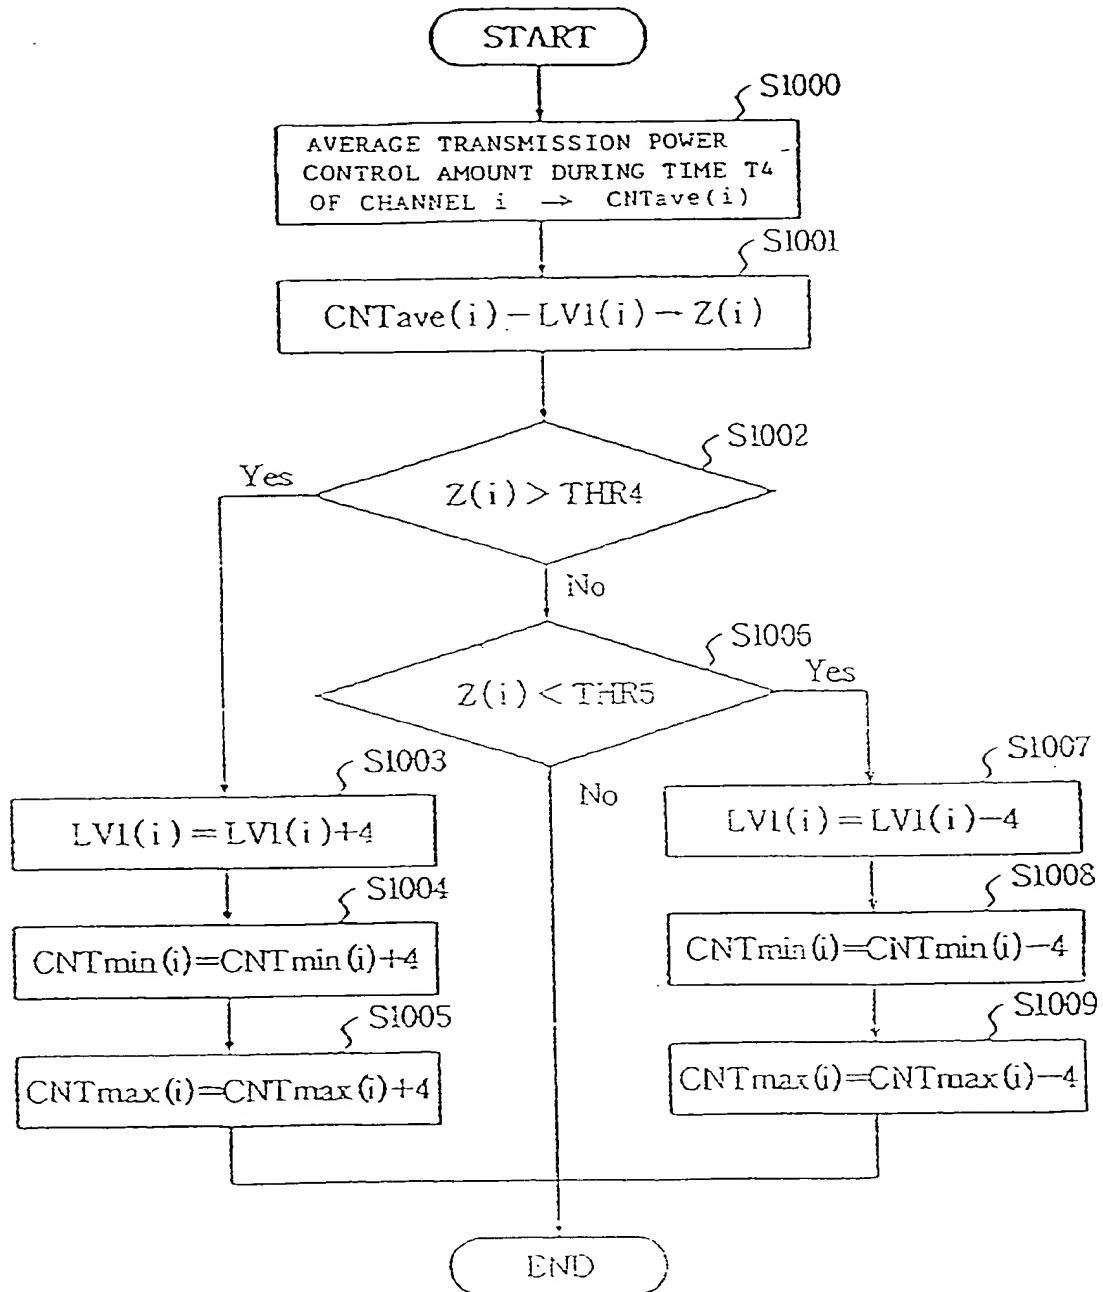 START
S1000
AVERAGE TRANSMISSION POWER
CONTROL AMOUNT DURING TIME T4
OF CHANNEL i → CNTave(i)
S1001
CNTave(i)-LV1(i)→Z(i)
S1002
Yes
Z(i)>THR4
No
S1006
Yes
Z(i)<THR5
No
S1003
LV1(i)=LV1(i)+4
S1007
LV1(i)=LV1(i)-4
S1004
CNTmin(i)=CNTmin(i)+4
S1008
CNTmin(i)=CNTmin(i)-4
S1005
CNTmax(i)=CNTmax(i)+4
S1009
CNTmax(i)=CNTmax(i)-4
END